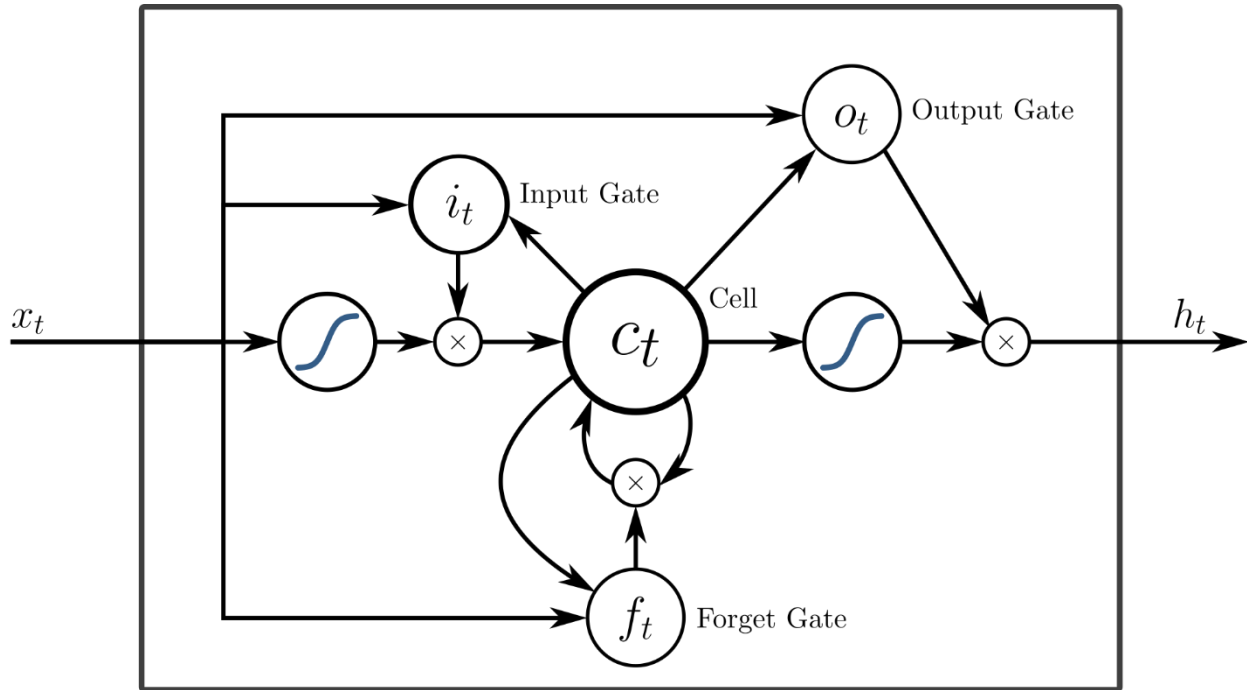 o_t Output Gate
i_t Input Gate
x_t
×
c_t
Cell
×
h_t
×
f_t Forget Gate